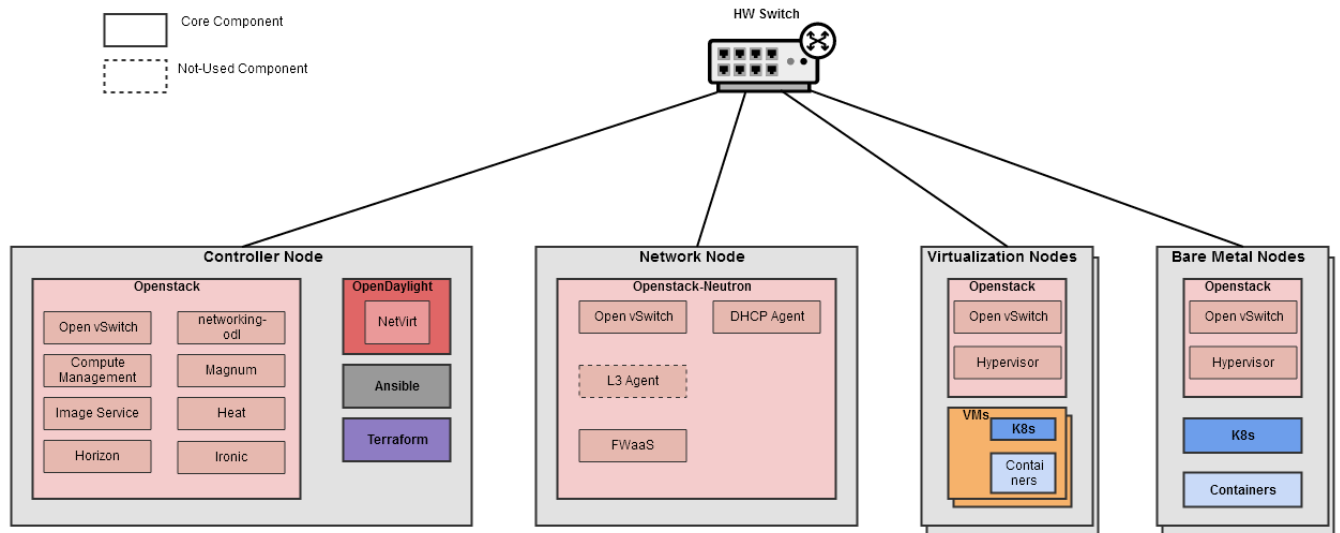 HW Switch
Core Component
Not-Used Component
Controller Node
Openstack
Open vSwitch
networking-
odl
Compute
Management
Magnum
Image Service
Heat
Horizon
Ironic
OpenDaylight
NetVirt
Ansible
Terraform
Network Node
Openstack-Neutron
Open vSwitch
DHCP Agent
L3 Agent
FWaaS
Virtualization Nodes
Openstack
Open vSwitch
Hypervisor
VMs
K8s
Contai
ners
Bare Metal Nodes
Openstack
Open vSwitch
Hypervisor
K8s
Containers